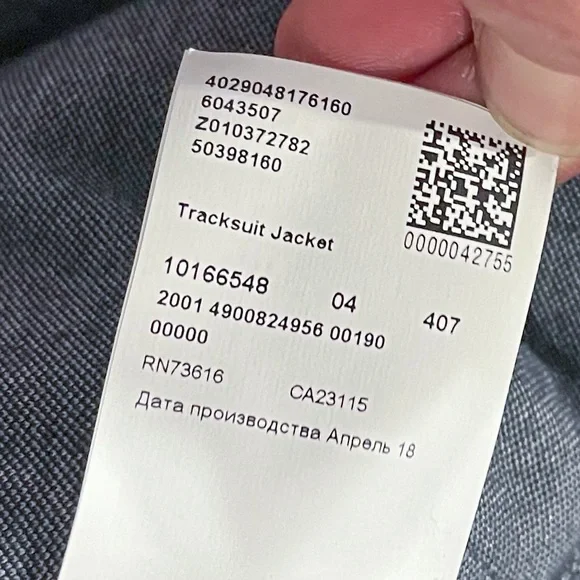 4029048176160
6043507
Z010372782
50398160
0000042755
Tracksuit Jacket
10166548 04 407
2001 4900824956 00190
00000
RN73616 CA23115
Дата производства Апрель 18